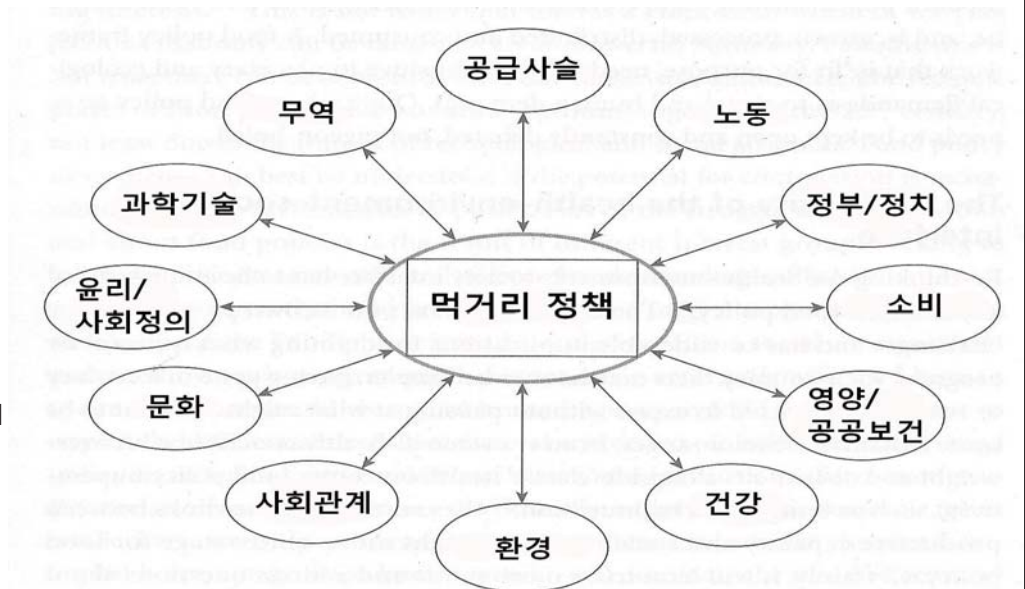 공급사슬
무역
노동
과학기술
정부/정치
윤리/
사회정의
먹거리 정책
소비
문화
영양/
공공보건
사회관계
건강
환경